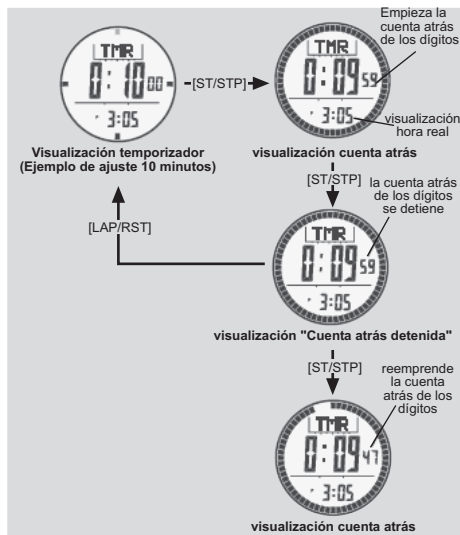 TMR
0:10 00
3:05
Visualización temporizador
(Ejemplo de ajuste 10 minutos)
[ST/STP]
Empieza la
cuenta atrás
de los dígitos
TMR
0:09 59
3:05
visualización
hora real
visualización cuenta atrás
[ST/STP]
la cuenta atrás
de los dígitos
se detiene
[LAP/RST]
TMR
0:09 59
3:05
visualización "Cuenta atrás detenida"
[ST/STP]
reemprende
la cuenta
atrás de los
dígitos
TMR
0:09 47
3:05
visualización cuenta atrás